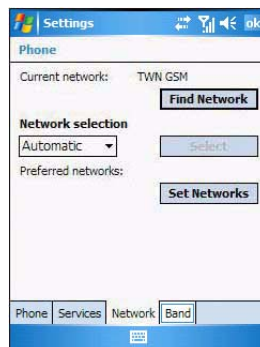 Settings
ok
Phone
Current network: TWN GSM
Find Network
Network selection
Automatic
Select
Preferred networks:
Set Networks
Phone Services Network Band